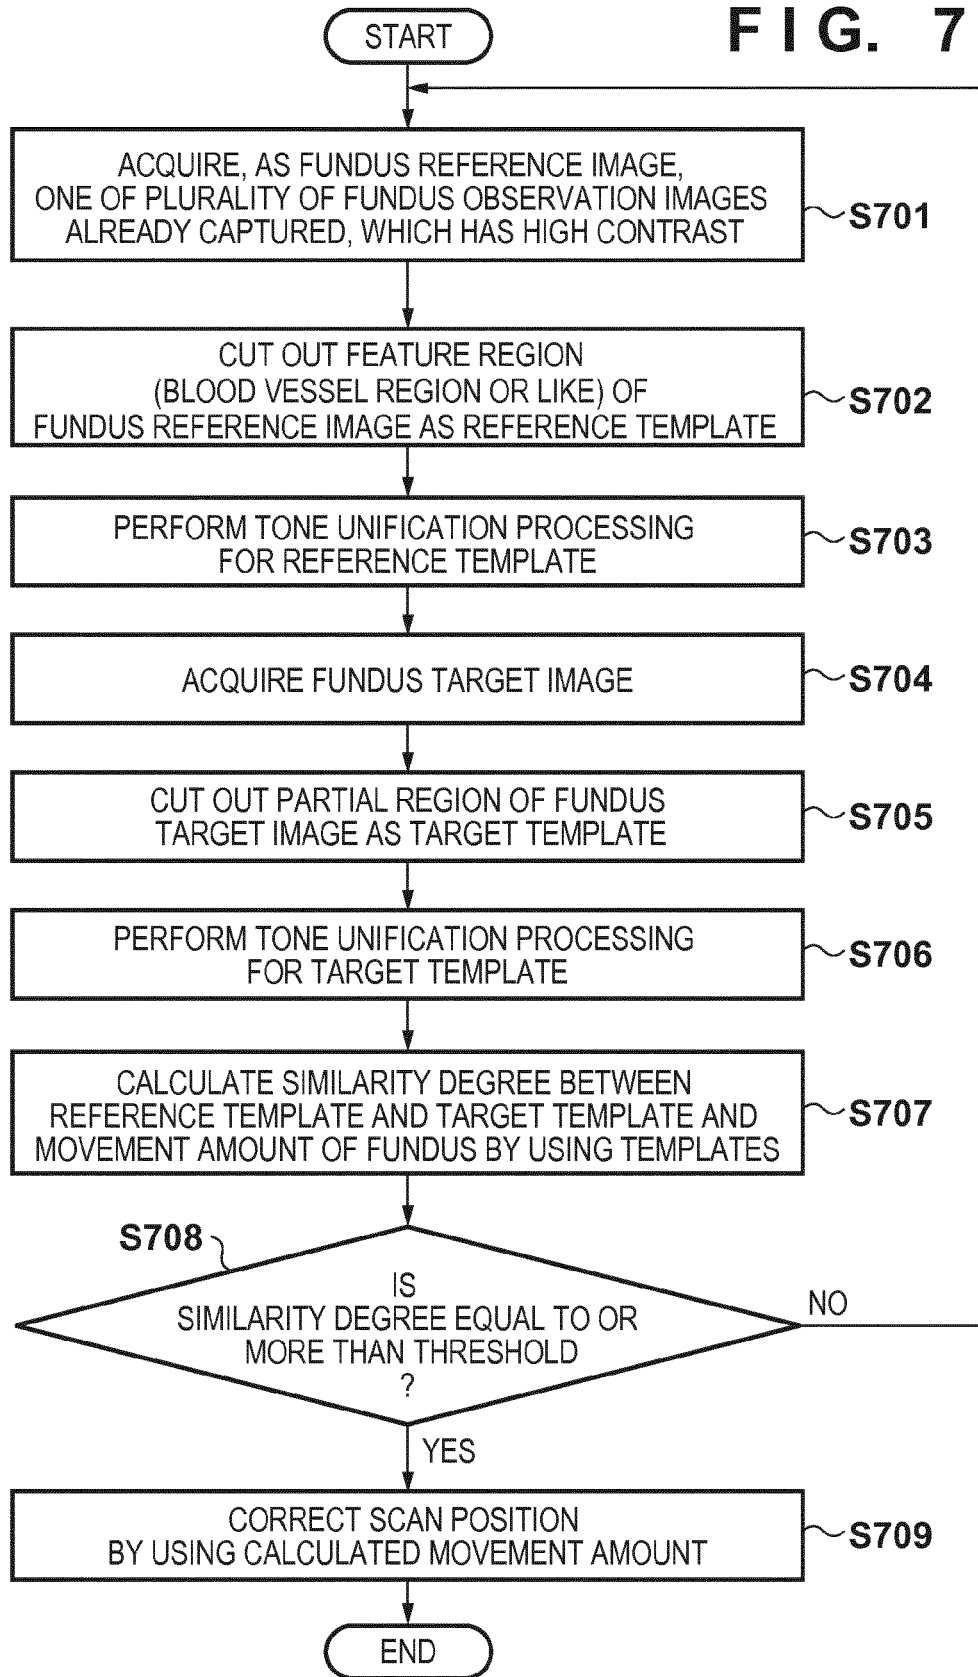 FIG. 7
START
ACQUIRE, AS FUNDUS REFERENCE IMAGE,
ONE OF PLURALITY OF FUNDUS OBSERVATION IMAGES
ALREADY CAPTURED, WHICH HAS HIGH CONTRAST
S701
CUT OUT FEATURE REGION
(BLOOD VESSEL REGION OR LIKE) OF
FUNDUS REFERENCE IMAGE AS REFERENCE TEMPLATE
S702
PERFORM TONE UNIFICATION PROCESSING
FOR REFERENCE TEMPLATE
S703
ACQUIRE FUNDUS TARGET IMAGE
S704
CUT OUT PARTIAL REGION OF FUNDUS
TARGET IMAGE AS TARGET TEMPLATE
S705
PERFORM TONE UNIFICATION PROCESSING
FOR TARGET TEMPLATE
S706
CALCULATE SIMILARITY DEGREE BETWEEN
REFERENCE TEMPLATE AND TARGET TEMPLATE AND
MOVEMENT AMOUNT OF FUNDUS BY USING TEMPLATES
S707
S708
IS
SIMILARITY DEGREE EQUAL TO OR
MORE THAN THRESHOLD
?
NO
YES
CORRECT SCAN POSITION
BY USING CALCULATED MOVEMENT AMOUNT
S709
END